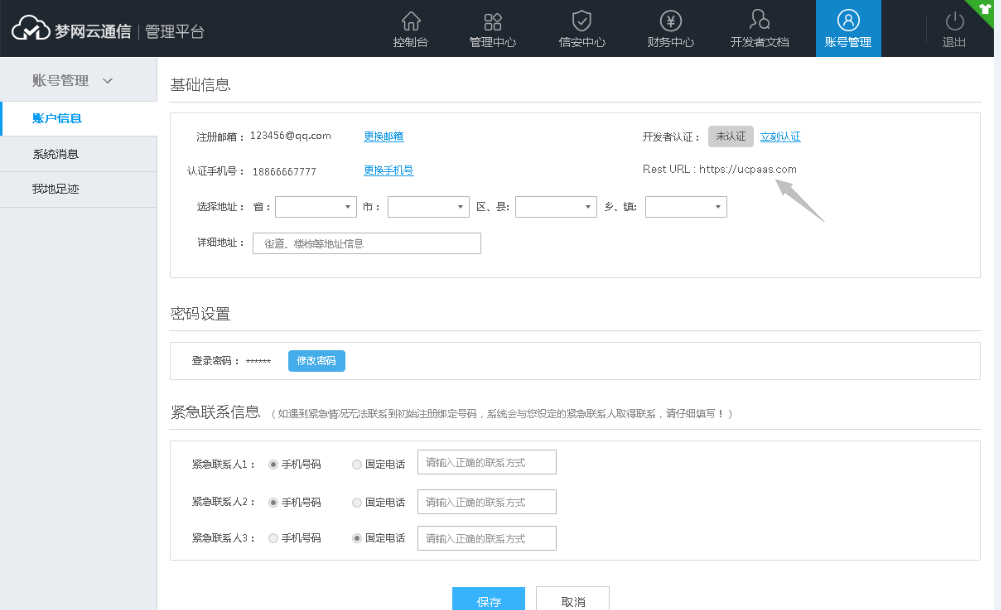 梦网云通信 | 管理平台
控制台
管理中心
信安中心
财务中心
开发者文档
账号管理
退出
账号管理
账户信息
系统消息
我地足迹
基础信息
注册邮箱： 123456@qq.com 更换邮箱 开发者认证： 未认证 立刻认证
认证手机号： 18866667777 更换手机号 Rest URL : https://ucpaas.com
选择地址： 省： 市： 区、县： 乡、镇：
详细地址： 街道、楼栋等地址信息
密码设置
登录密码： ****** 修改密码
紧急联系信息 （如遇到紧急情况无法联系到初始注册绑定号码，系统会与您设定的紧急联系人取得联系，请仔细填写！）
紧急联系人1： 手机号码 固定电话 请输入正确的联系方式
紧急联系人2： 手机号码 固定电话 请输入正确的联系方式
紧急联系人3： 手机号码 固定电话 请输入正确的联系方式
保存 取消